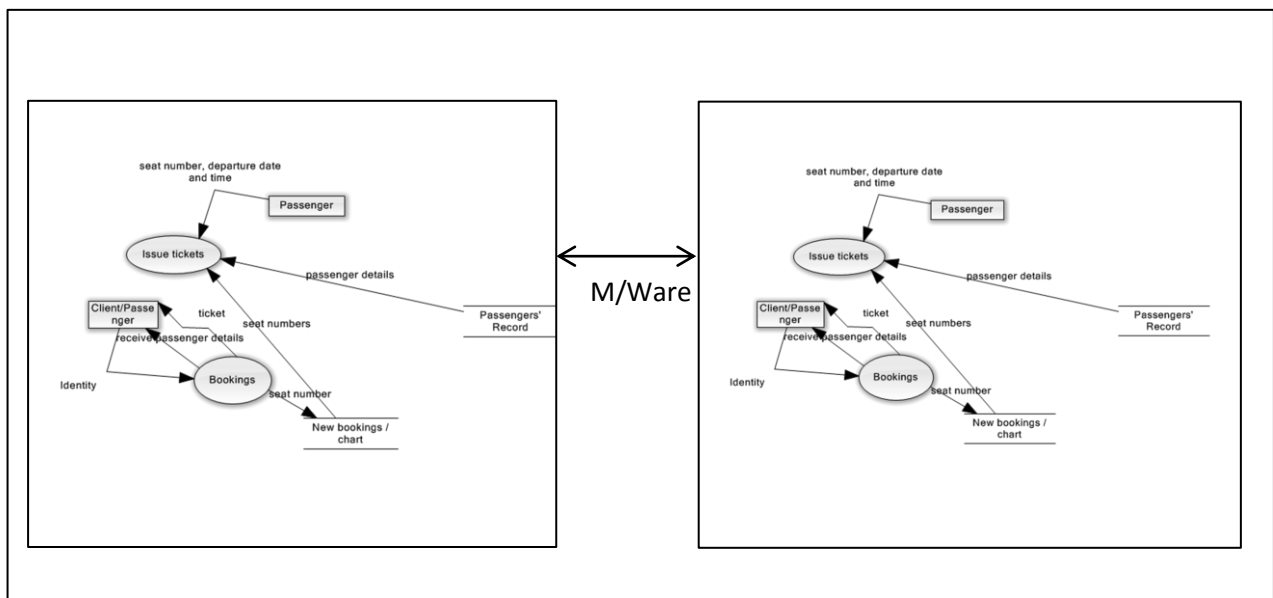 seat number, departure date
and time
Passenger
Issue tickets
passenger details
Client/Passe
nger
ticket
seat numbers
Passengers'
Record
receive passenger details
Bookings
Identity
seat number
New bookings /
chart
M/Ware
seat number, departure date
and time
Passenger
Issue tickets
passenger details
Client/Passe
nger
ticket
seat numbers
Passengers'
Record
receive passenger details
Bookings
Identity
seat number
New bookings /
chart